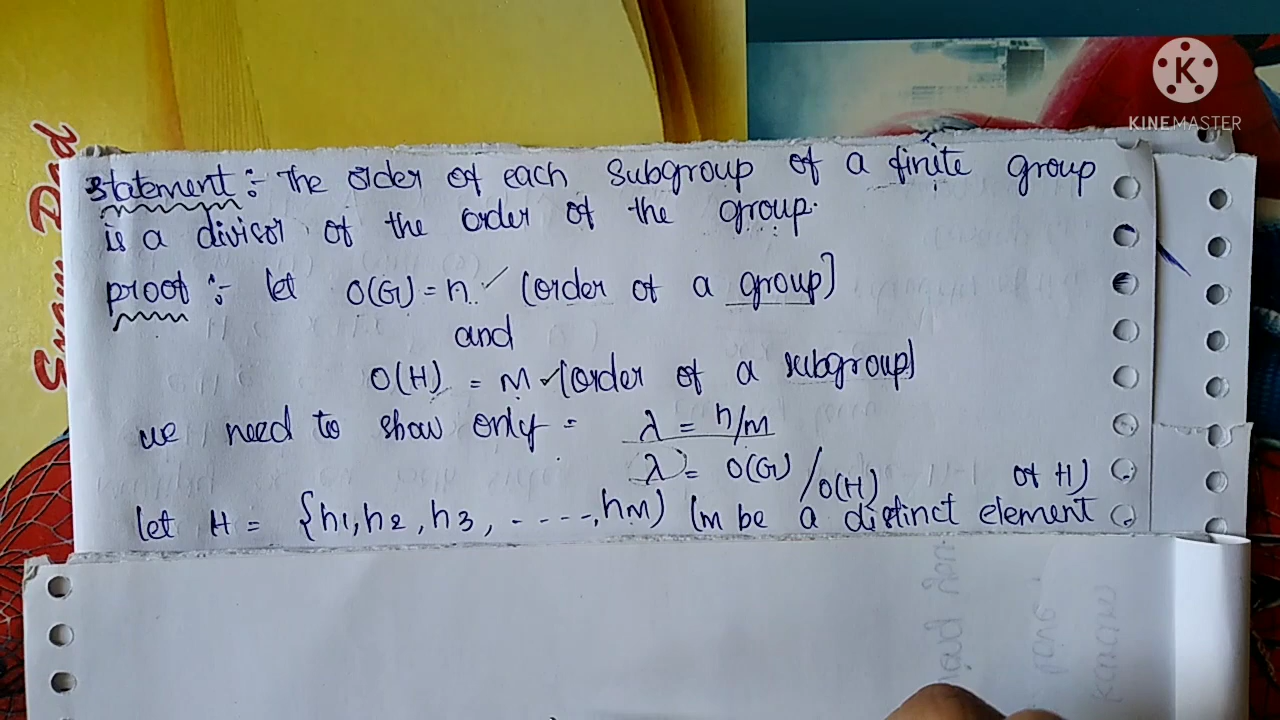 KINEMASTER
Statement :- The order of each subgroup of a finite group
is a divisor of the order of the group.
proof :- let O(G) = n ✓ (order of a group)
and
O(H) = m ✓ (order of a subgroup)
we need to show only = λ = n/m
λ = O(G) / O(H)
let H = {h1, h2, h3, - - - - -, hm) (m be a distinct element
of H)